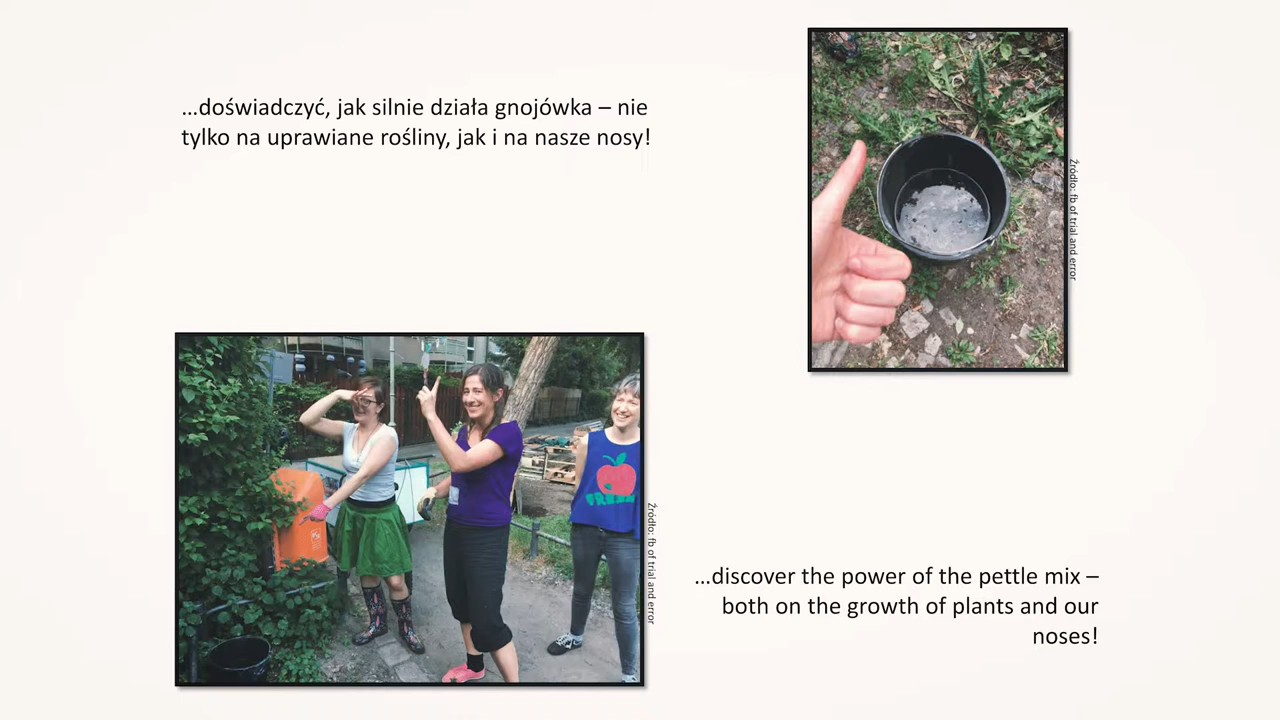 ...doświadczyć, jak silnie działa gnojówka – nie
tylko na uprawiane rośliny, jak i na nasze nosy!
Źródło: fb of trial and error
FRESH
Źródło: fb of trial and error
...discover the power of the pettle mix –
both on the growth of plants and our
noses!